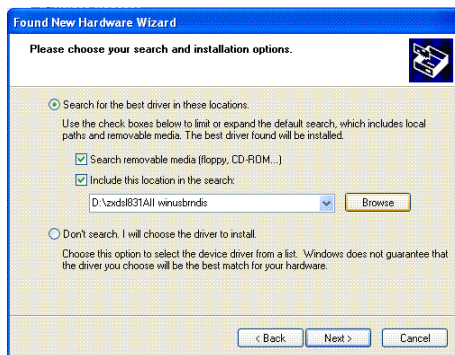 Found New Hardware Wizard
Please choose your search and installation options.
Search for the best driver in these locations.
Use the check boxes below to limit or expand the default search, which includes local
paths and removable media. The best driver found will be installed.
Search removable media (floppy, CD-ROM...)
Include this location in the search:
D:\zxdsl831AII winusbrndis
Browse
Don't search. I will choose the driver to install.
Choose this option to select the device driver from a list. Windows does not guarantee that
the driver you choose will be the best match for your hardware.
< Back
Next >
Cancel